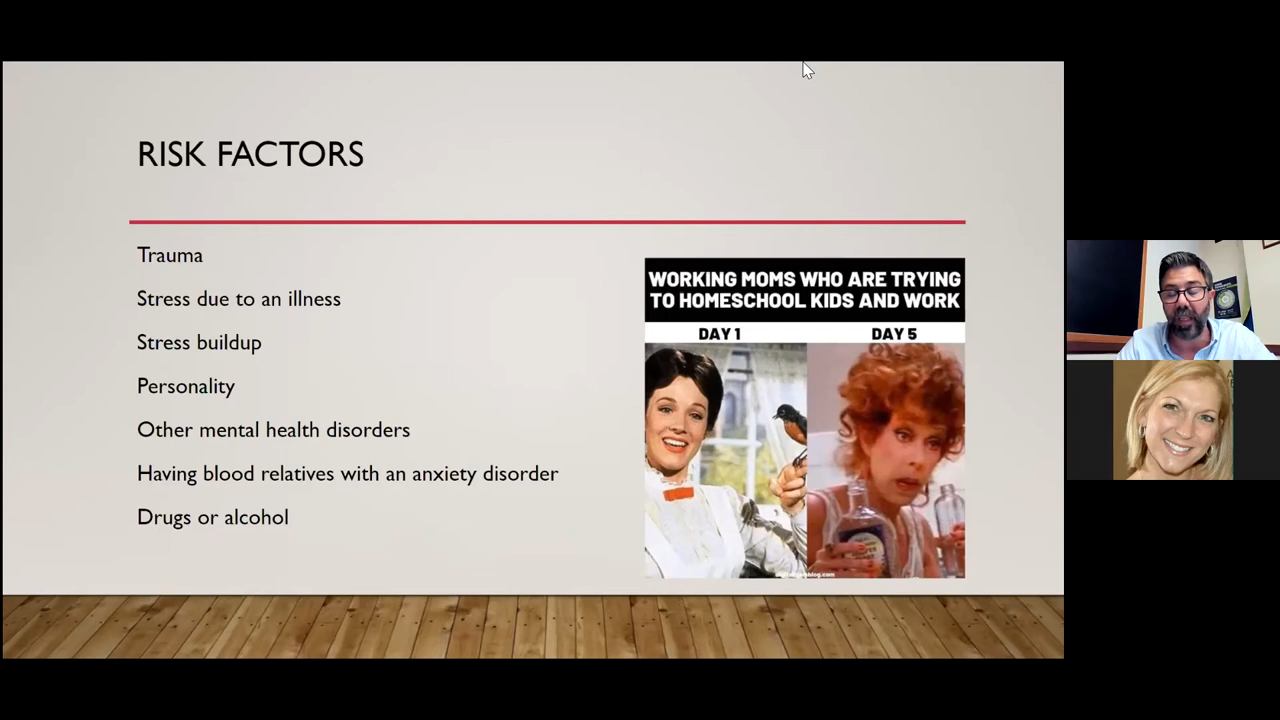 RISK FACTORS
Trauma
Stress due to an illness
Stress buildup
Personality
Other mental health disorders
Having blood relatives with an anxiety disorder
Drugs or alcohol
WORKING MOMS WHO ARE TRYING
TO HOMESCHOOL KIDS AND WORK
DAY 1
DAY 5